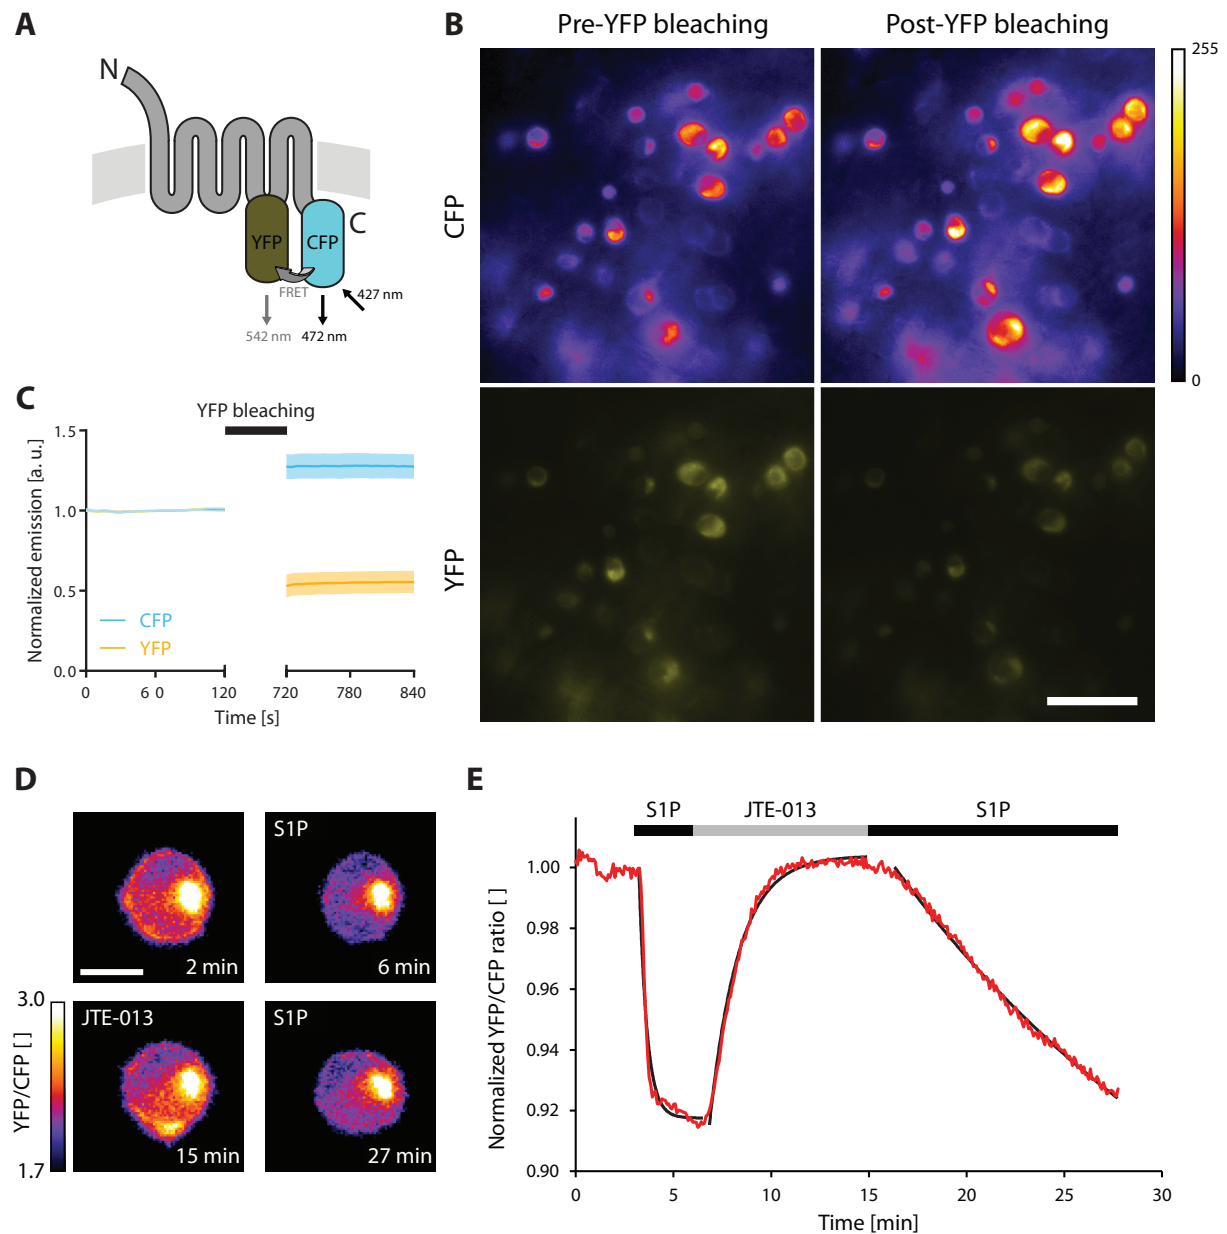 A
N
YFP
CFP
C
FRET
427 nm
542 nm
472 nm
B
Pre-YFP bleaching
Post-YFP bleaching
CFP
YFP
255
0
C
YFP bleaching
Normalized emission [a. u.]
1.5
1.0
0.5
0.0
CFP
YFP
0
6 0
120
720
780
840
Time [s]
D
2 min
S1P
6 min
JTE-013
15 min
S1P
27 min
3.0
YFP/CFP [ ]
1.7
E
S1P
JTE-013
S1P
Normalized YFP/CFP ratio [ ]
1.00
0.98
0.96
0.94
0.92
0.90
0
5
10
15
20
25
30
Time [min]